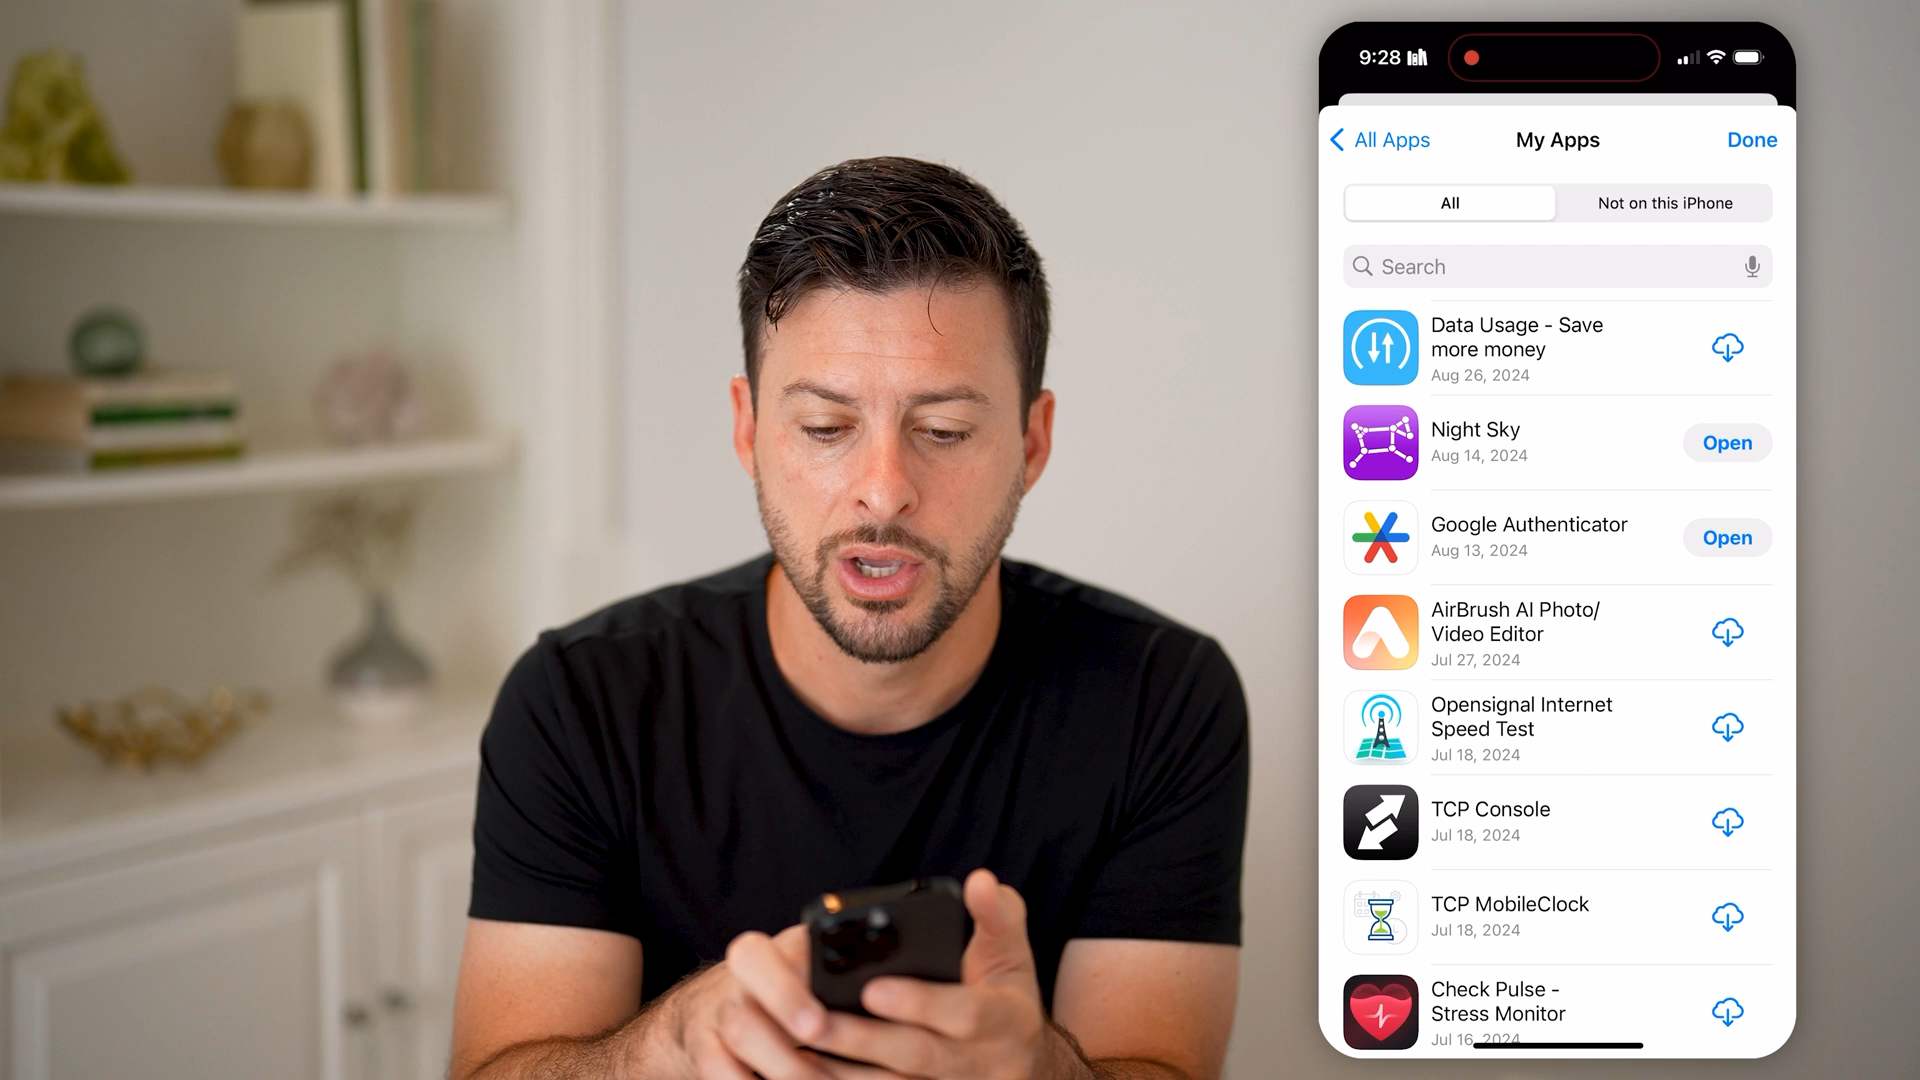 9:28
All Apps
My Apps
Done
All
Not on this iPhone
Search
Data Usage - Save
more money
Aug 26, 2024
Night Sky
Aug 14, 2024
Open
Google Authenticator
Aug 13, 2024
Open
AirBrush AI Photo/
Video Editor
Jul 27, 2024
Opensignal Internet
Speed Test
Jul 18, 2024
TCP Console
Jul 18, 2024
TCP MobileClock
Jul 18, 2024
Check Pulse -
Stress Monitor
Jul 16, 2024